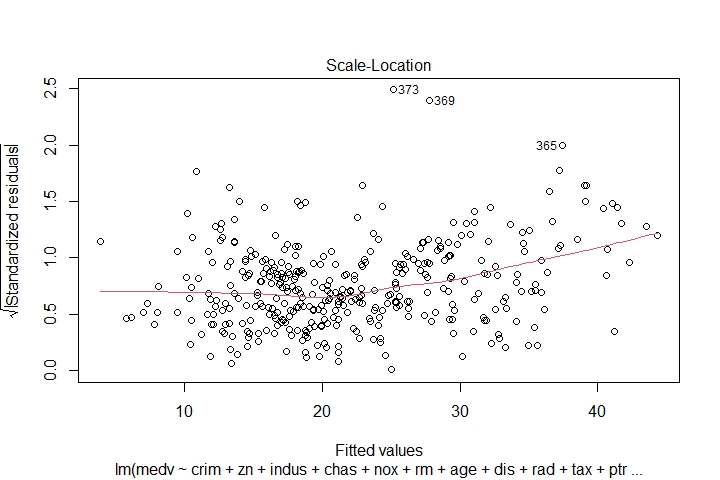 Scale-Location
√|Standardized residuals|
2.5
2.0
1.5
1.0
0.5
0.0
373
369
365
10 20 30 40
Fitted values
lm(medv ~ crim + zn + indus + chas + nox + rm + age + dis + rad + tax + ptr ...